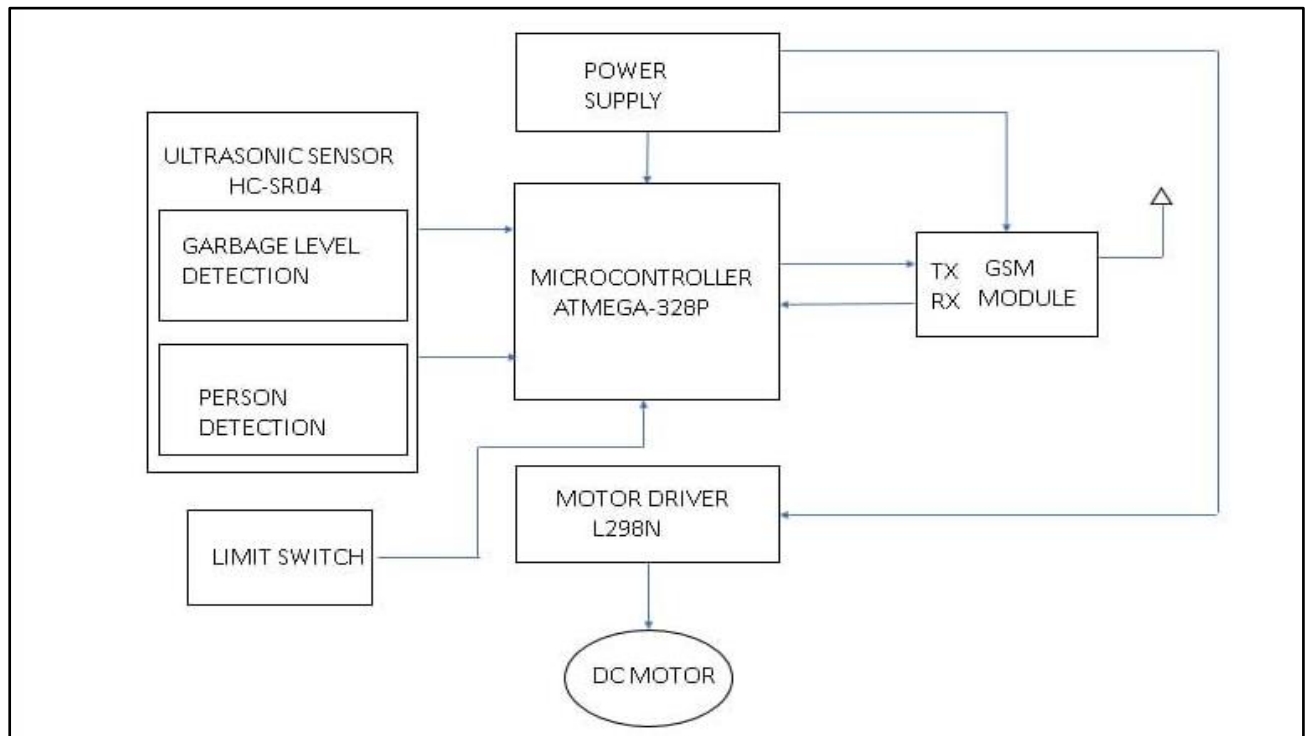 POWER
SUPPLY
ULTRASONIC SENSOR
HC-SR04
GARBAGE LEVEL
DETECTION
PERSON
DETECTION
MICROCONTROLLER
ATMEGA-328P
TX GSM
RX MODULE
MOTOR DRIVER
L298N
LIMIT SWITCH
DC MOTOR